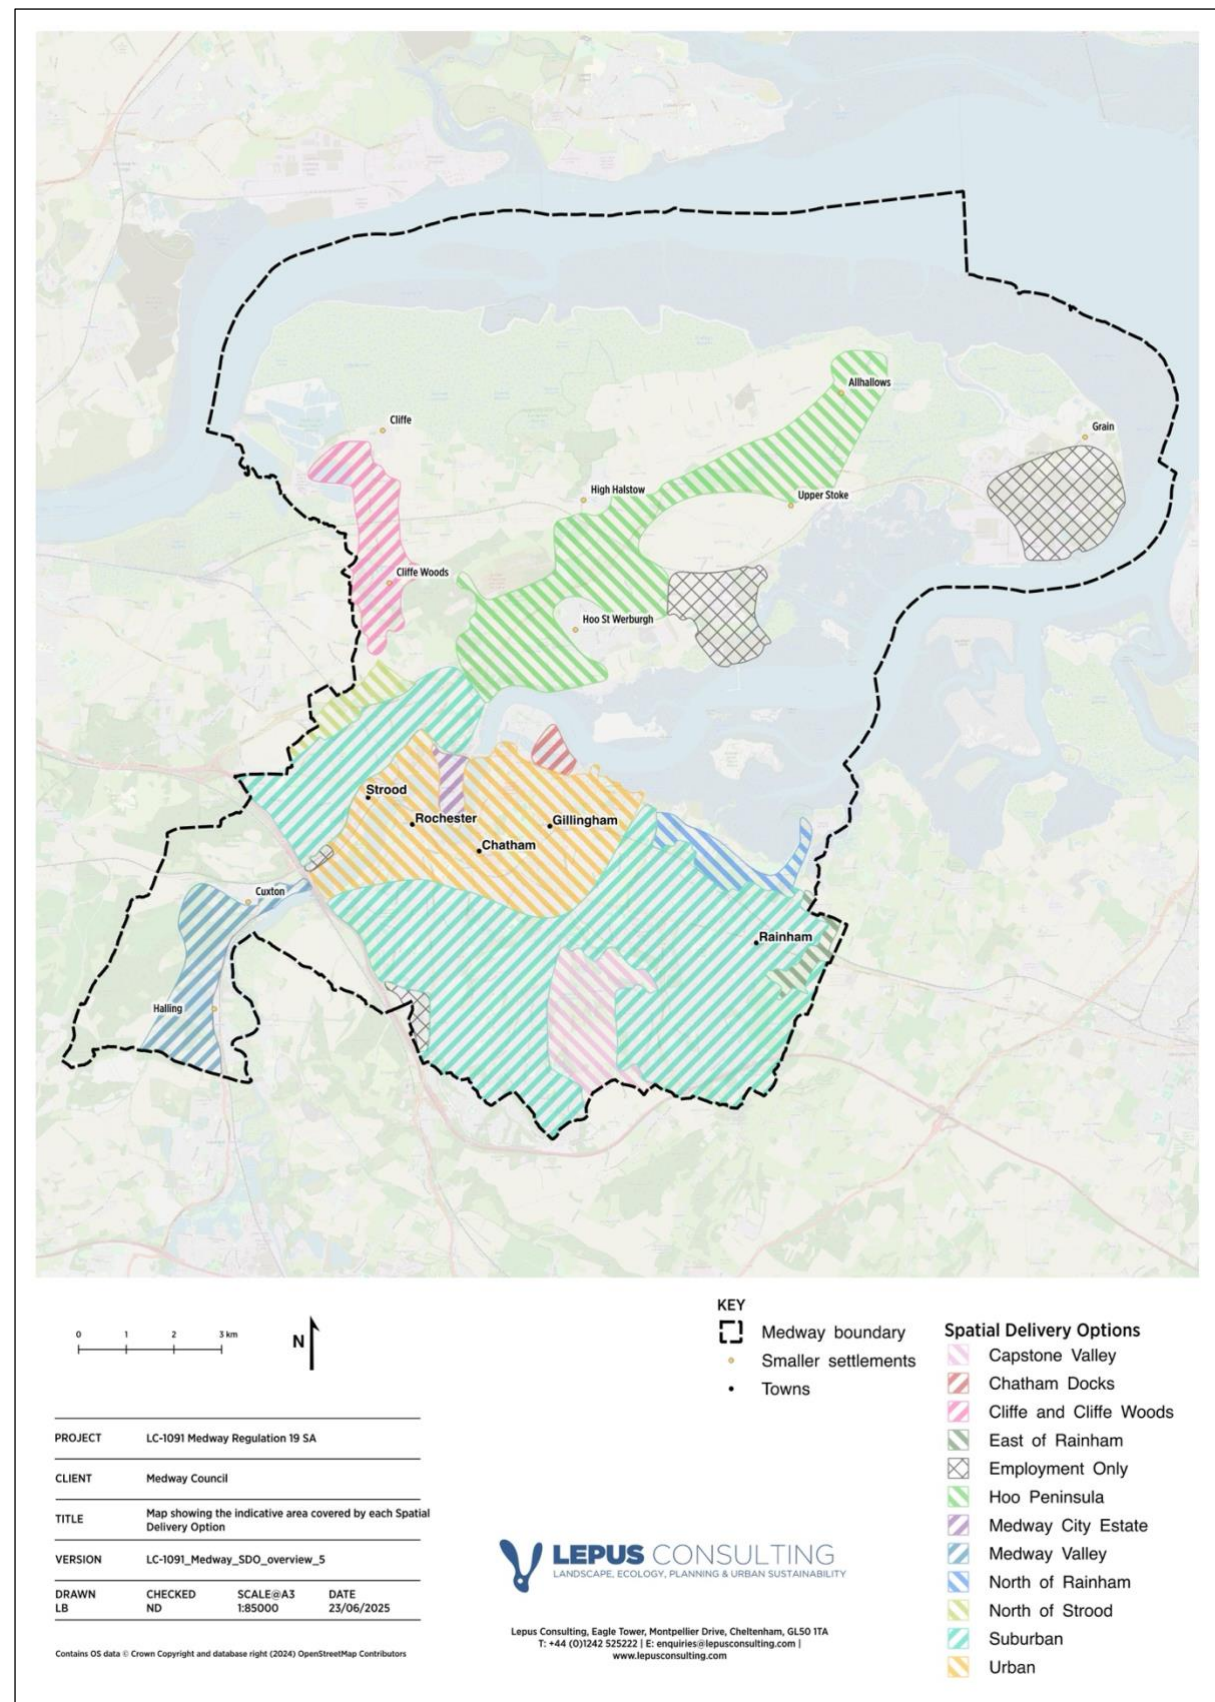 Allhallows
Cliffe
Grain
High Halstow
Upper Stoke
Cliffe Woods
Hoo St Werburgh
Strood
Rochester
Gillingham
Chatham
Cuxton
Rainham
Halling
0 1 2 3 km
N
KEY
Medway boundary
Smaller settlements
Towns
Spatial Delivery Options
Capstone Valley
Chatham Docks
Cliffe and Cliffe Woods
East of Rainham
Employment Only
Hoo Peninsula
Medway City Estate
Medway Valley
North of Rainham
North of Strood
Suburban
Urban
PROJECT LC-1091 Medway Regulation 19 SA
CLIENT Medway Council
TITLE Map showing the indicative area covered by each Spatial
Delivery Option
VERSION LC-1091_Medway_SDO_overview_5
DRAWN CHECKED SCALE@A3 DATE
LB ND 1:85000 23/06/2025
Contains OS data © Crown Copyright and database right (2024) OpenStreetMap Contributors
LEPUS CONSULTING
LANDSCAPE, ECOLOGY, PLANNING & URBAN SUSTAINABILITY
Lepus Consulting, Eagle Tower, Montpellier Drive, Cheltenham, GL50 1TA
T: +44 (0)1242 525222 | E: enquiries@lepusconsulting.com |
www.lepusconsulting.com